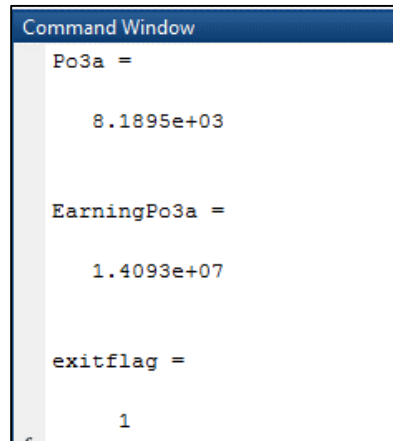 Command Window
Po3a =
8.1895e+03
EarningPo3a =
1.4093e+07
exitflag =
1